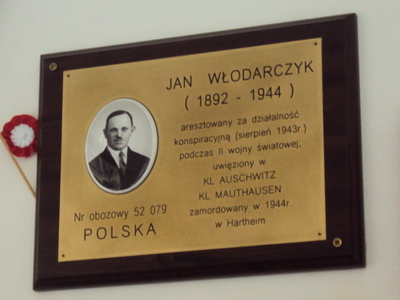 JAN WŁODARCZYK
( 1892 - 1944 )
aresztowany za działalność
konspiracyjną (sierpień 1943r.)
podczas II wojny światowej,
uwięziony w
KL AUSCHWITZ
KL MAUTHAUSEN
zamordowany w 1944r.
w Hartheim
Nr obozowy 52 079
POLSKA